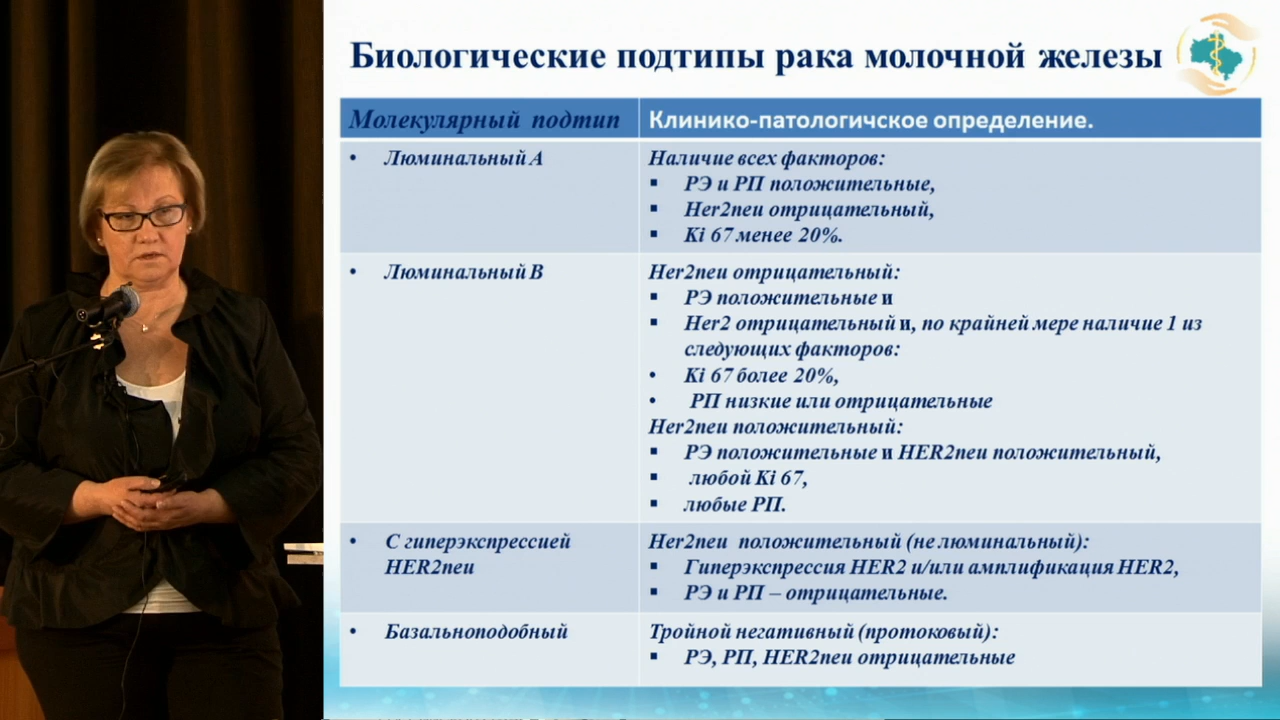 Биологические подтипы рака молочной железы
Молекулярный подтип
Клинико-патологичское определение.
• Люминальный А
Наличие всех факторов:
▪ РЭ и РП положительные,
▪ Her2neu отрицательный,
▪ Ki 67 менее 20%.
• Люминальный В
Her2neu отрицательный:
▪ РЭ положительные и
▪ Her2 отрицательный и, по крайней мере наличие 1 из
следующих факторов:
• Ki 67 более 20%,
• РП низкие или отрицательные
Her2neu положительный:
▪ РЭ положительные и HER2neu положительный,
▪ любой Ki 67,
▪ любые РП.
• С гиперэкспрессией
HER2neu
Her2neu положительный (не люминальный):
▪ Гиперэкспрессия HER2 и/или амплификация HER2,
▪ РЭ и РП – отрицательные.
• Базальноподобный
Тройной негативный (протоковый):
▪ РЭ, РП, HER2neu отрицательные